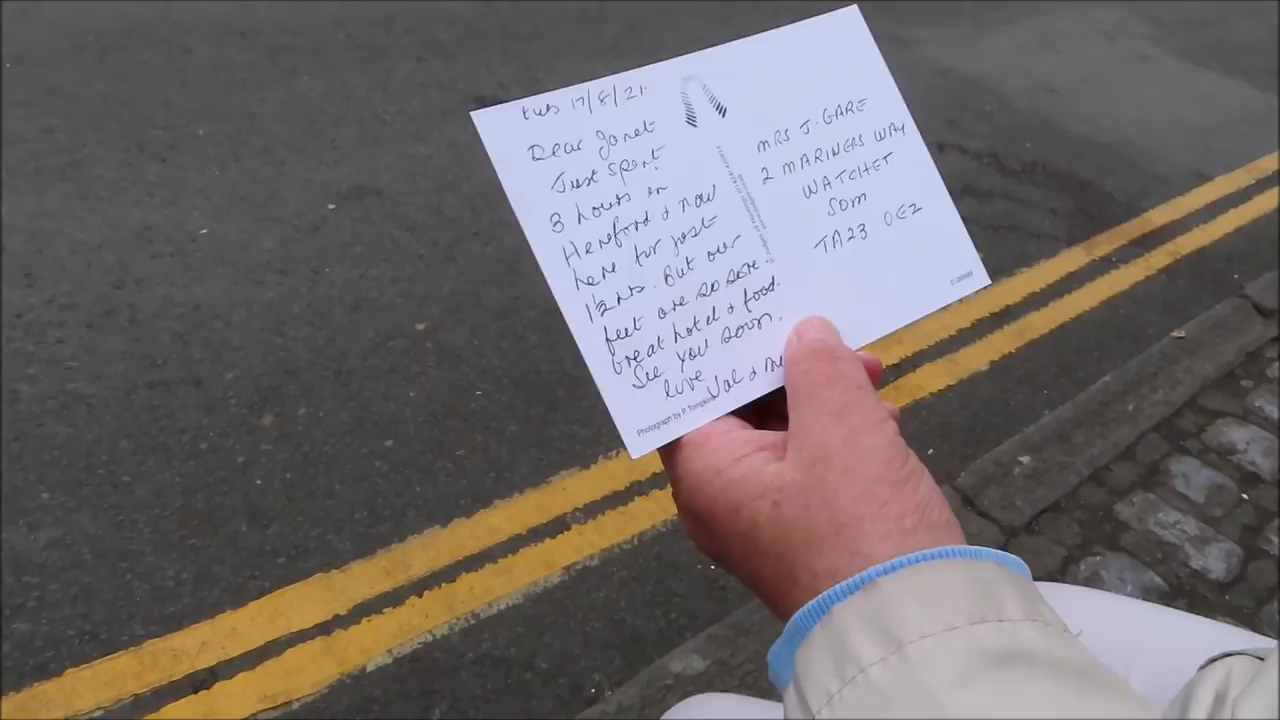 Tues 17/8/21.
Dear Janet
Just spent
3 hours in
Hereford & now
here for just
1½ hrs. But our
feet are so sore.
Great hotel & food.
See you soon.
love
Val & Me
Photograph by P. Tompkins
MRS J. GARE
2 MARINERS WAY
WATCHET
SOM
TA23 0EZ